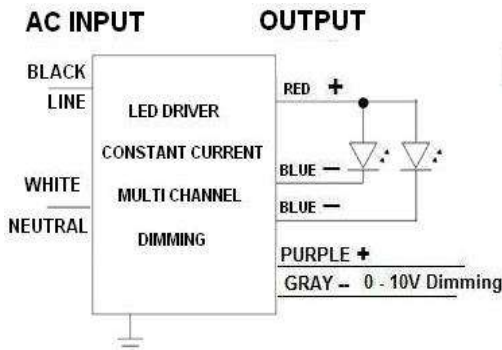 AC INPUT
OUTPUT
BLACK
LINE
WHITE
NEUTRAL
LED DRIVER
CONSTANT CURRENT
MULTI CHANNEL
DIMMING
RED +
BLUE –
BLUE –
PURPLE +
GRAY -- 0 - 10V Dimming